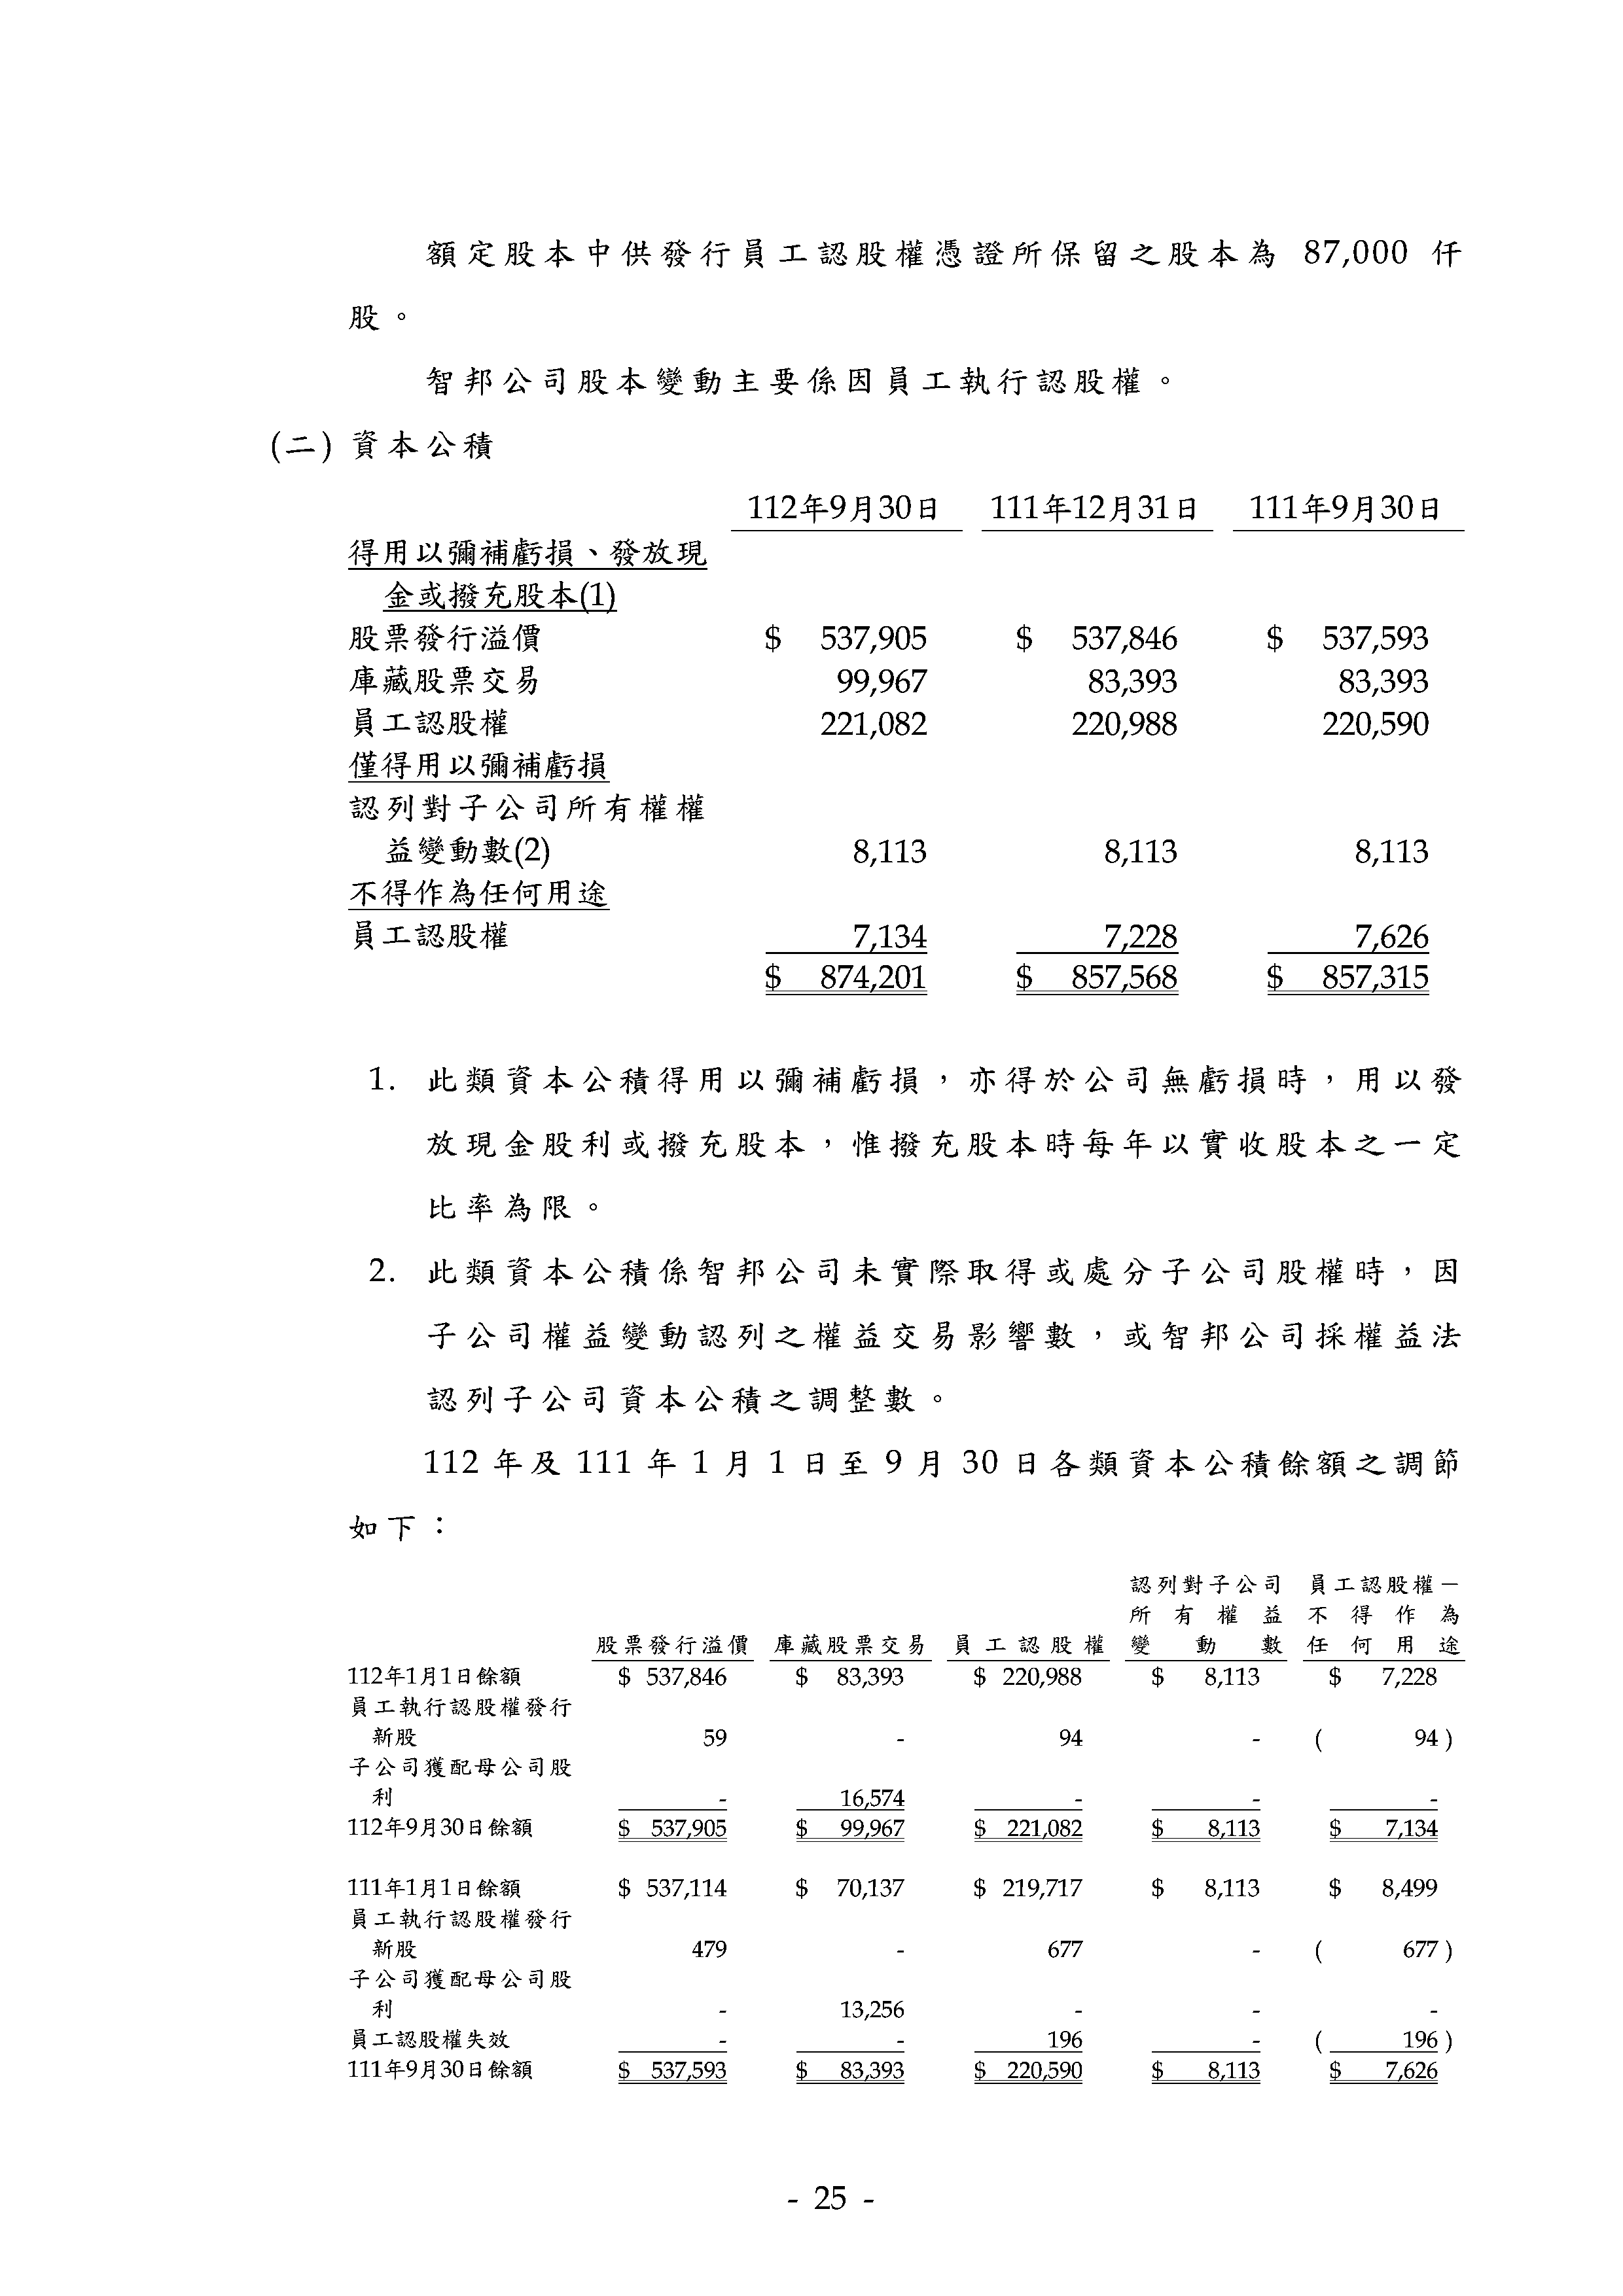 額定股本中供發行員工認股權憑證所保留之股本為 87,000 仟
股。
智邦公司股本變動主要係因員工執行認股權。
(二) 資本公積
112年9月30日 111年12月31日 111年9月30日
得用以彌補虧損、發放現
金或撥充股本(1)
股票發行溢價 $ 537,905 $ 537,846 $ 537,593
庫藏股票交易 99,967 83,393 83,393
員工認股權 221,082 220,988 220,590
僅得用以彌補虧損
認列對子公司所有權權
益變動數(2) 8,113 8,113 8,113
不得作為任何用途
員工認股權 7,134 7,228 7,626
$ 874,201 $ 857,568 $ 857,315
1. 此類資本公積得用以彌補虧損，亦得於公司無虧損時，用以發
放現金股利或撥充股本，惟撥充股本時每年以實收股本之一定
比率為限。
2. 此類資本公積係智邦公司未實際取得或處分子公司股權時，因
子公司權益變動認列之權益交易影響數，或智邦公司採權益法
認列子公司資本公積之調整數。
112 年及 111 年 1 月 1 日至 9 月 30 日各類資本公積餘額之調節
如下：
認列對子公司 員工認股權－
所有權益 不得作為
股票發行溢價 庫藏股票交易 員工認股權 變動數 任何用途
112年1月1日餘額 $ 537,846 $ 83,393 $ 220,988 $ 8,113 $ 7,228
員工執行認股權發行
新股 59 - 94 - ( 94 )
子公司獲配母公司股
利 - 16,574 - - -
112年9月30日餘額 $ 537,905 $ 99,967 $ 221,082 $ 8,113 $ 7,134
111年1月1日餘額 $ 537,114 $ 70,137 $ 219,717 $ 8,113 $ 8,499
員工執行認股權發行
新股 479 - 677 - ( 677 )
子公司獲配母公司股
利 - 13,256 - - -
員工認股權失效 - - 196 - ( 196 )
111年9月30日餘額 $ 537,593 $ 83,393 $ 220,590 $ 8,113 $ 7,626
- 25 -